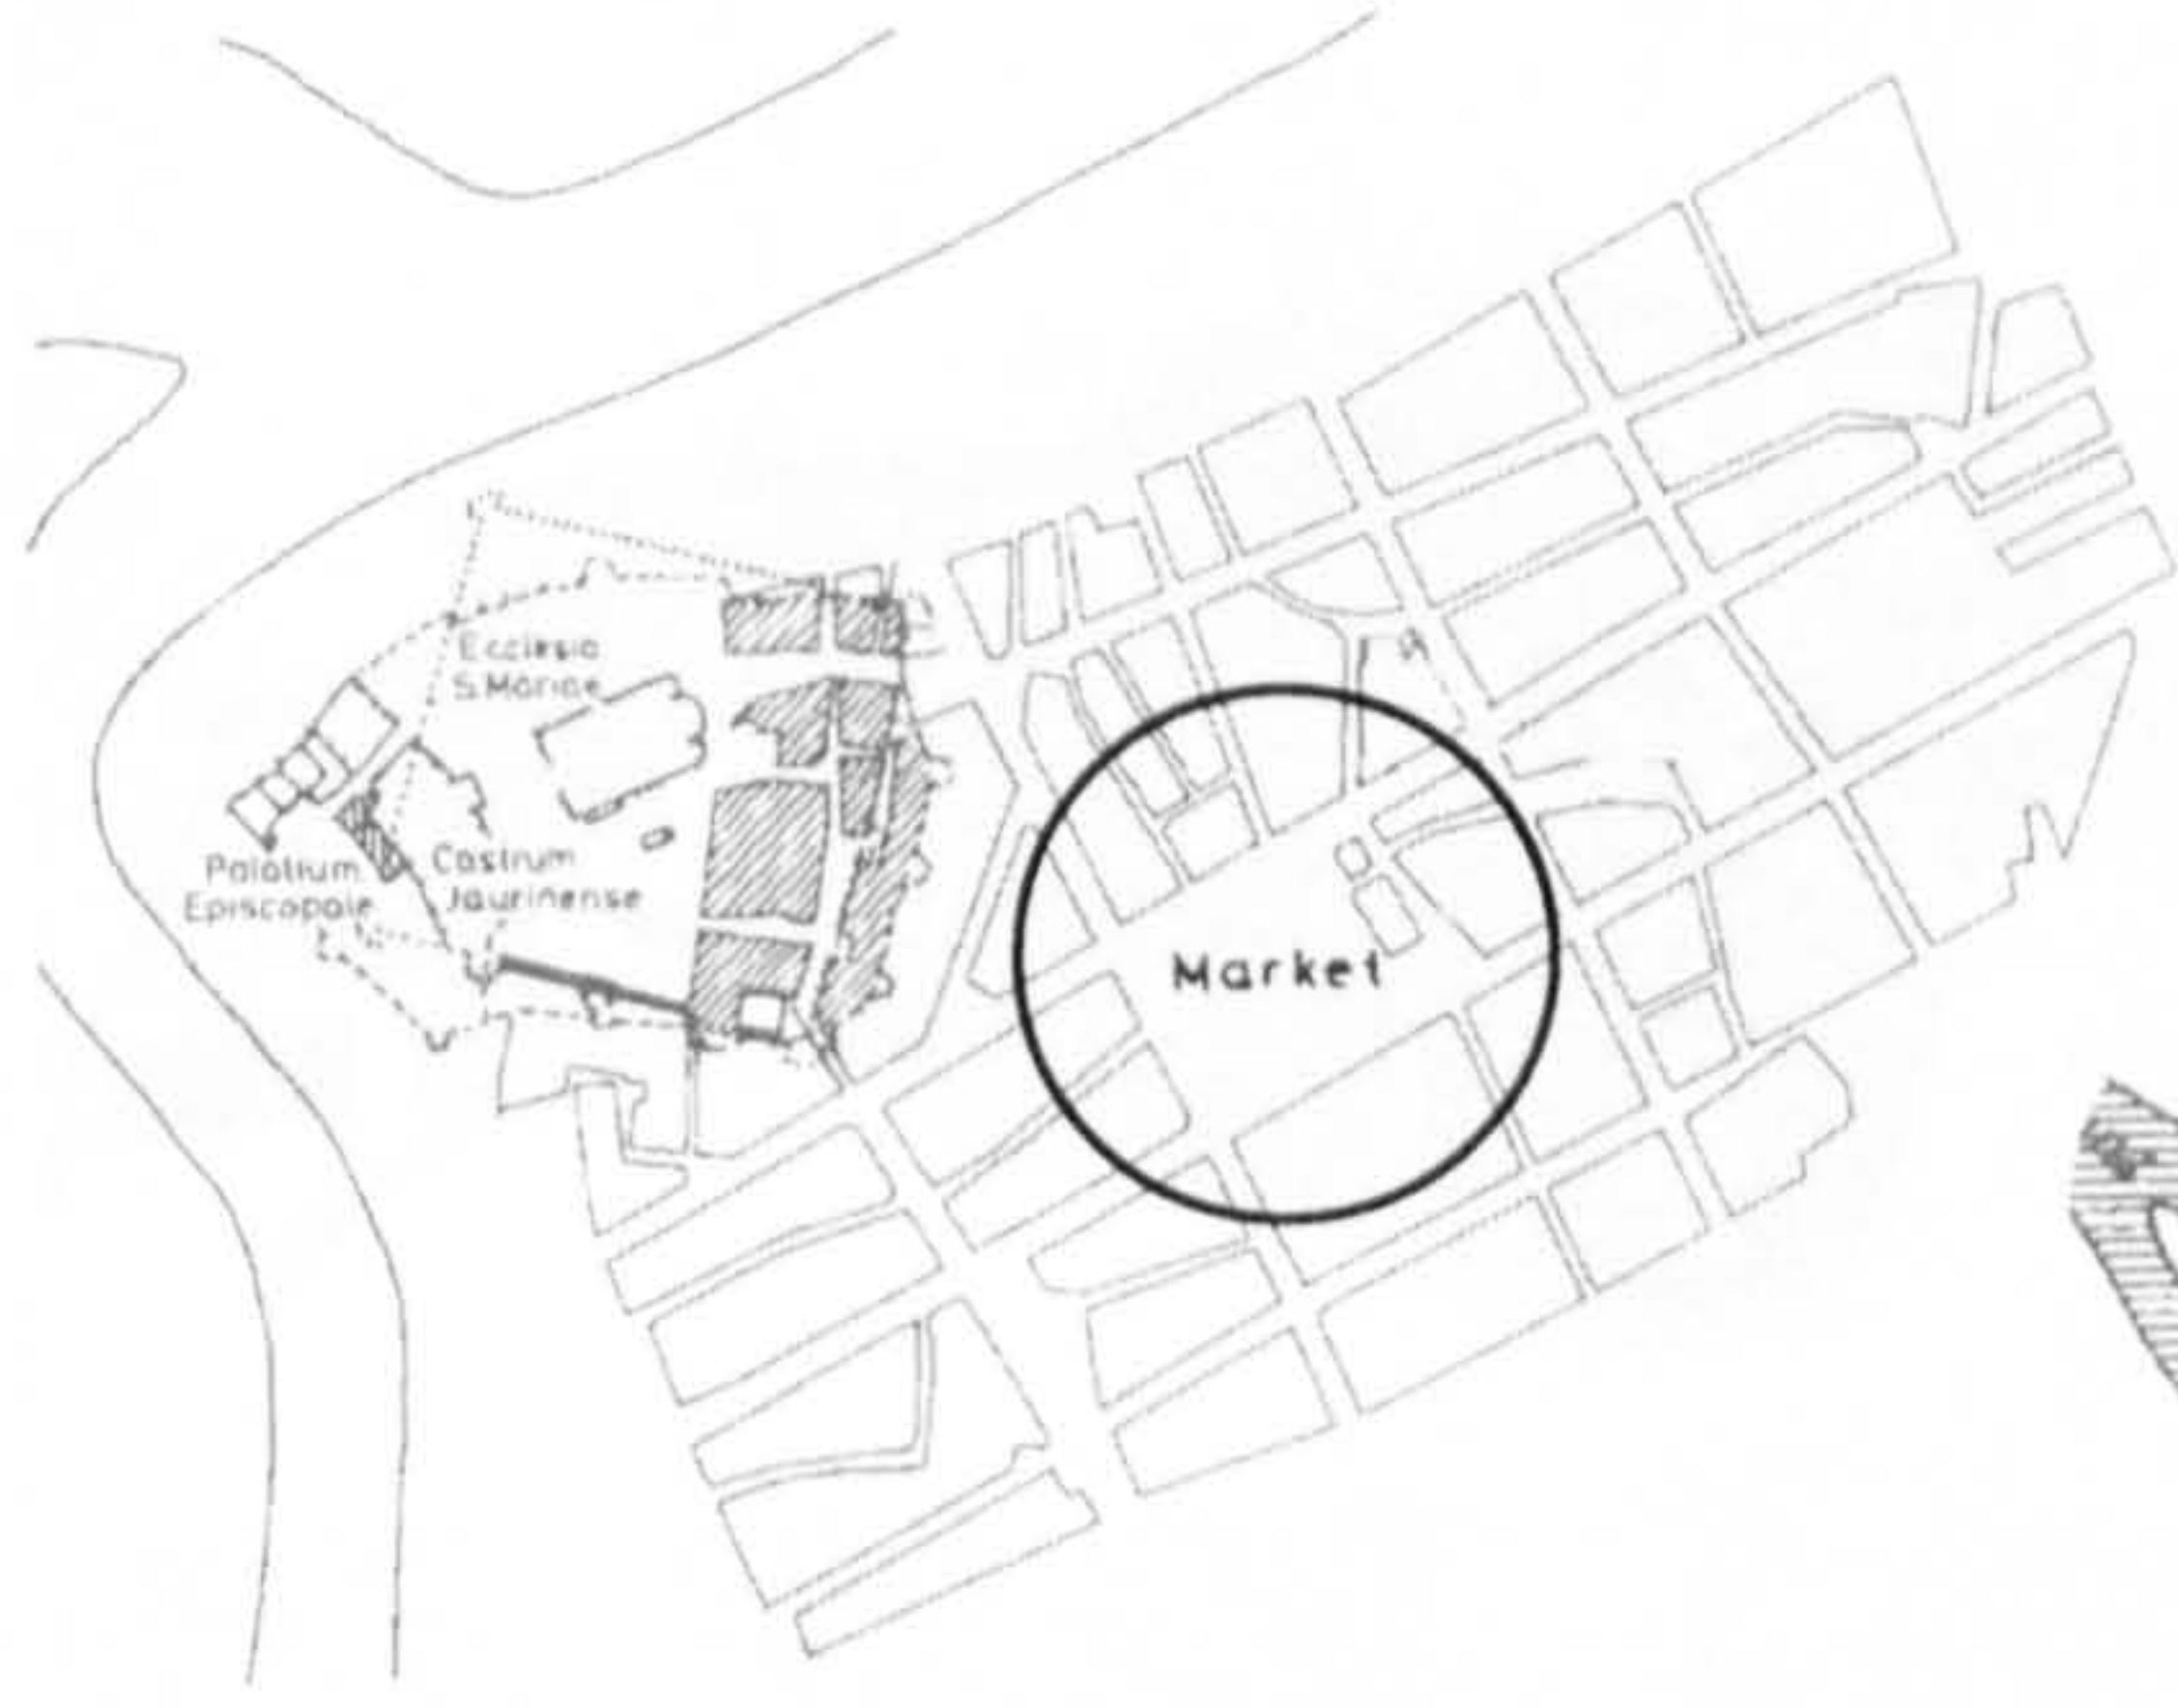 Ecclesia
S.Mariae
Palatium
Episcopale
Castrum
Jaurinense
Market